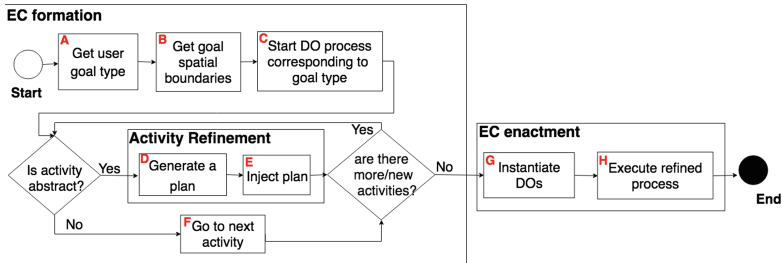 EC formation
A
Get user
goal type
B
Get goal
spatial
boundaries
C
Start DO process
corresponding to
goal type
Start
Is activity
abstract?
Yes
No
Activity Refinement
D
Generate a
plan
E
Inject plan
F
Go to next
activity
Yes
are there
more/new
activities?
No
EC enactment
G
Instantiate
DOs
H
Execute refined
process
End